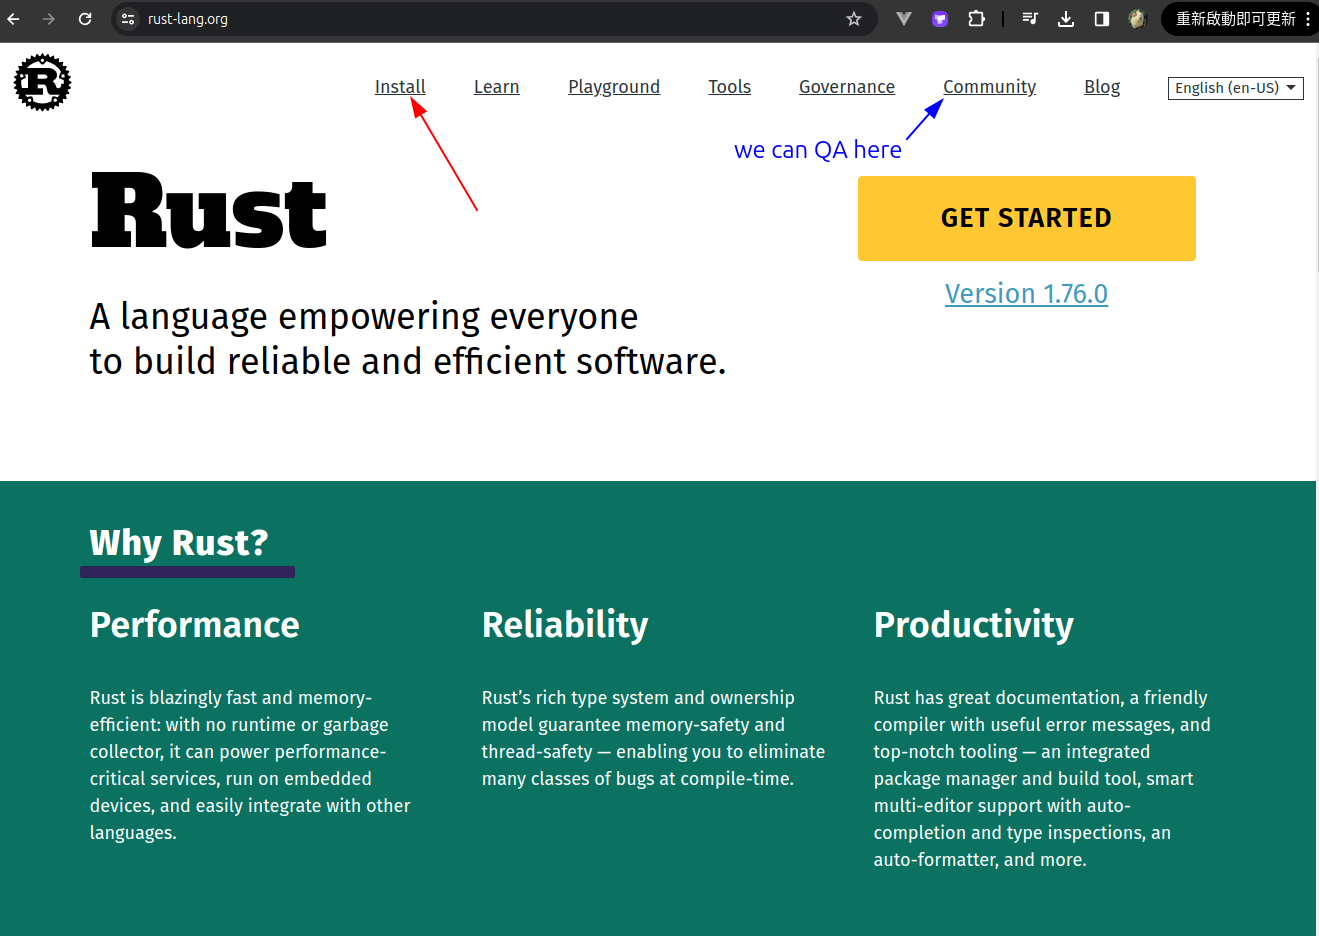 rust-lang.org
重新啟動即可更新
R
Install Learn Playground Tools Governance Community Blog English (en-US)
we can QA here
Rust
GET STARTED
Version 1.76.0
A language empowering everyone
to build reliable and efficient software.
Why Rust?
Performance
Rust is blazingly fast and memory-
efficient: with no runtime or garbage
collector, it can power performance-
critical services, run on embedded
devices, and easily integrate with other
languages.
Reliability
Rust’s rich type system and ownership
model guarantee memory-safety and
thread-safety — enabling you to eliminate
many classes of bugs at compile-time.
Productivity
Rust has great documentation, a friendly
compiler with useful error messages, and
top-notch tooling — an integrated
package manager and build tool, smart
multi-editor support with auto-
completion and type inspections, an
auto-formatter, and more.